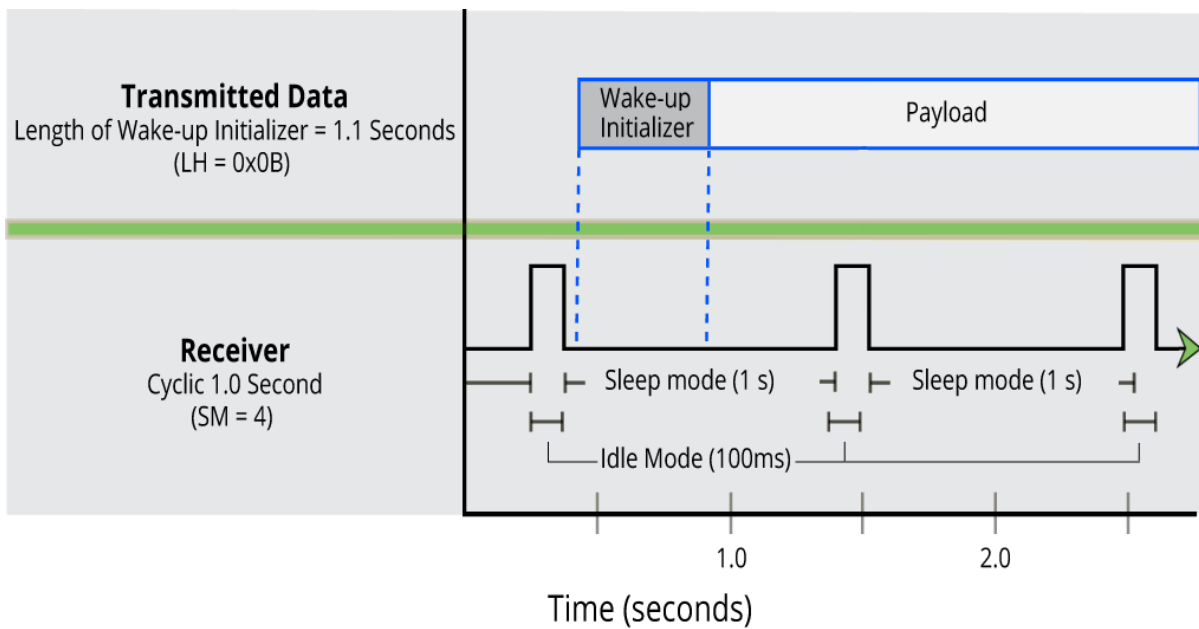 Transmitted Data
Length of Wake-up Initializer = 1.1 Seconds
(LH = 0x0B)
Wake-up
Initializer
Payload
Receiver
Cyclic 1.0 Second
(SM = 4)
Sleep mode (1 s)
Sleep mode (1 s)
Idle Mode (100ms)
1.0
2.0
Time (seconds)